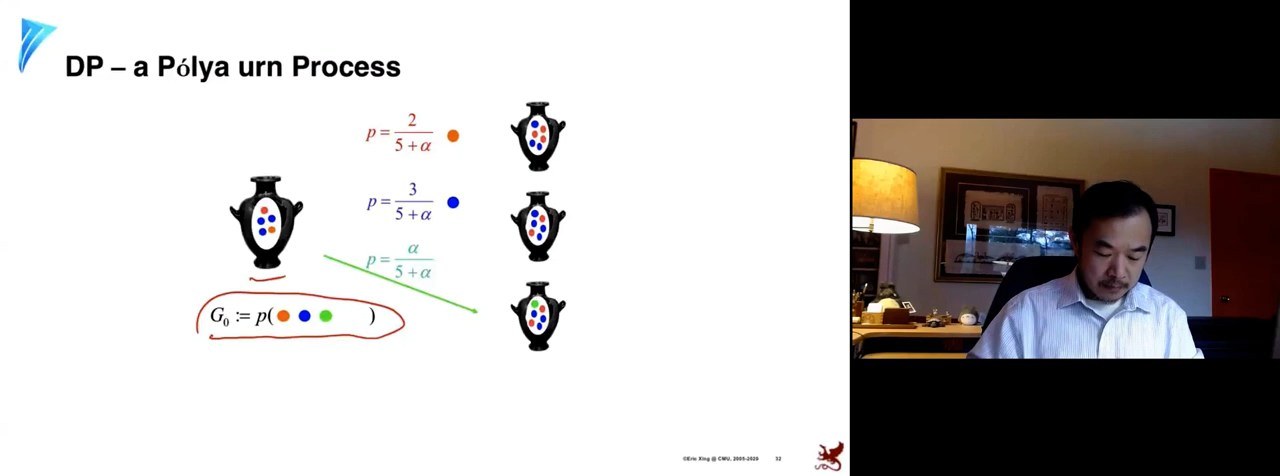 DP – a Pólya urn Process
p = 2 / (5 + α)
p = 3 / (5 + α)
p = α / (5 + α)
G₀ := p( )
©Eric Xing @ CMU, 2005-2020 32